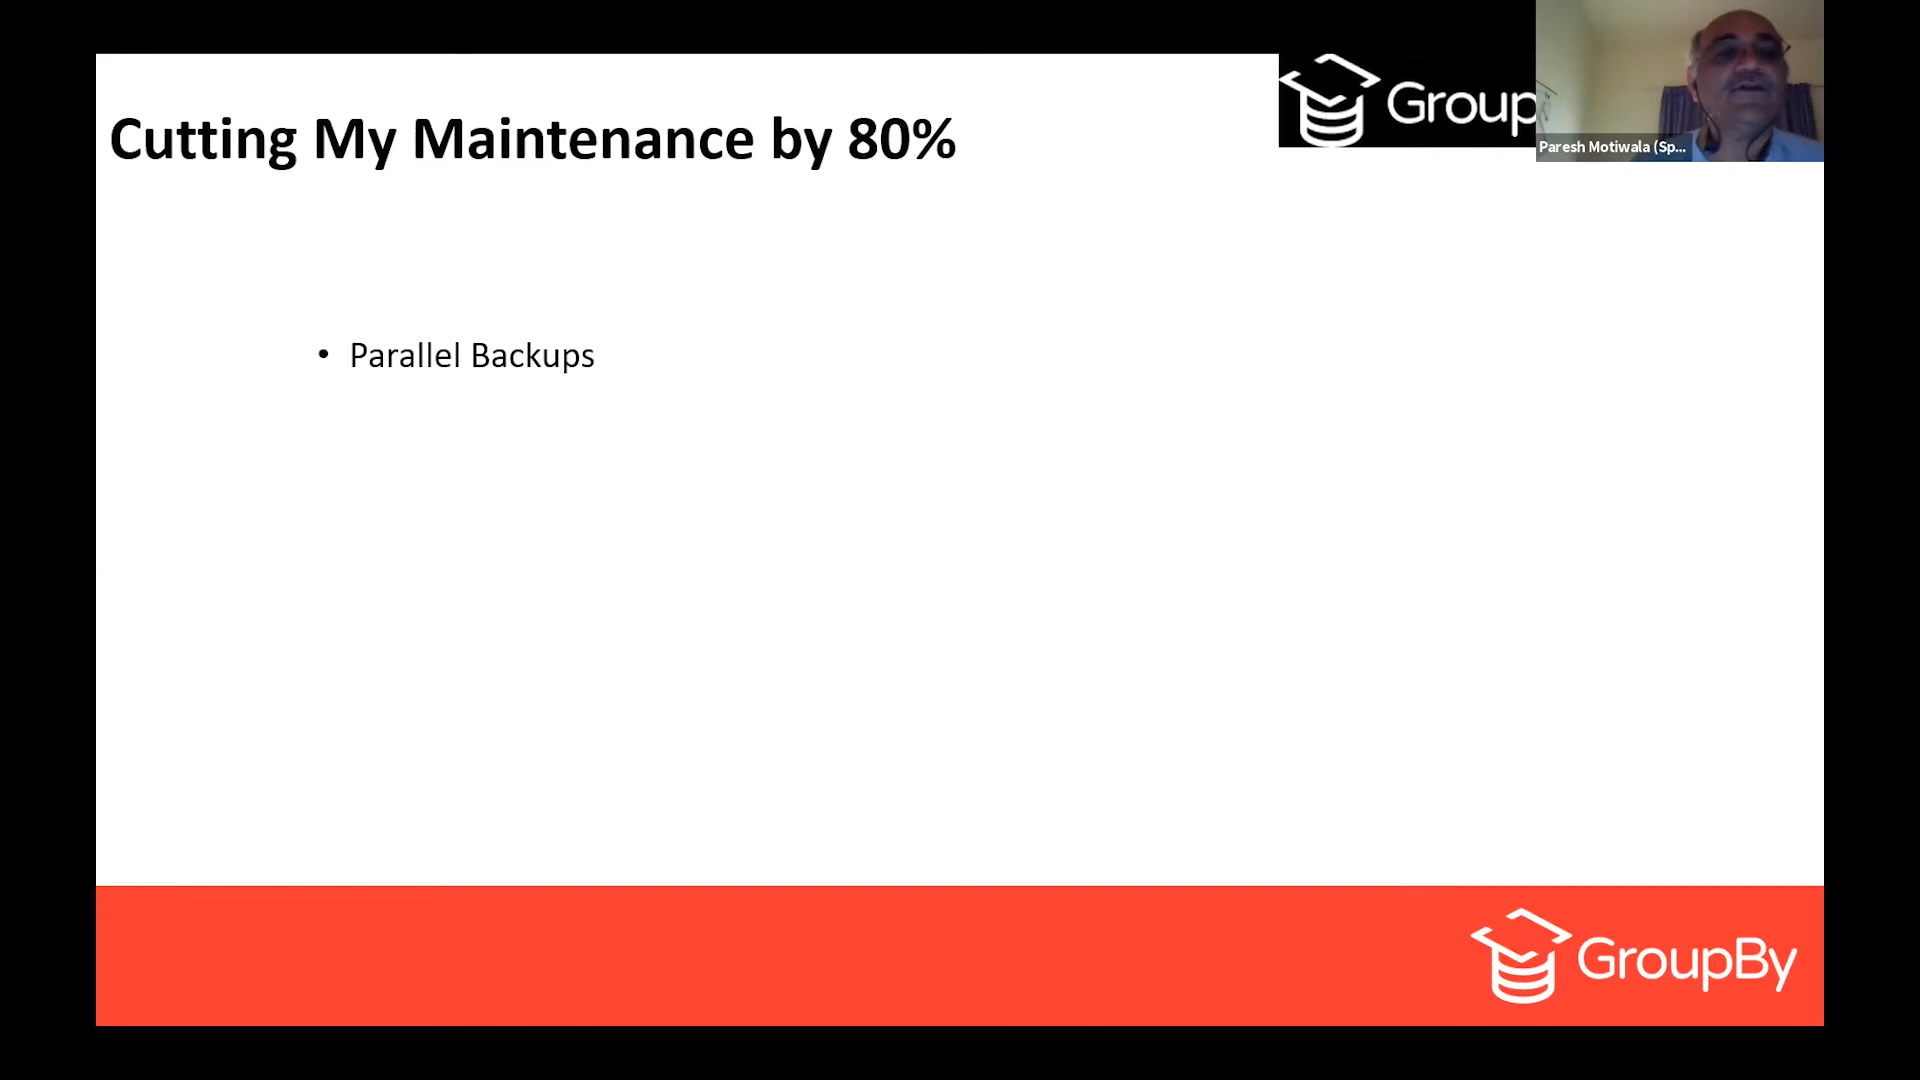 Cutting My Maintenance by 80%
Group
Paresh Motiwala (Sp...
• Parallel Backups
GroupBy